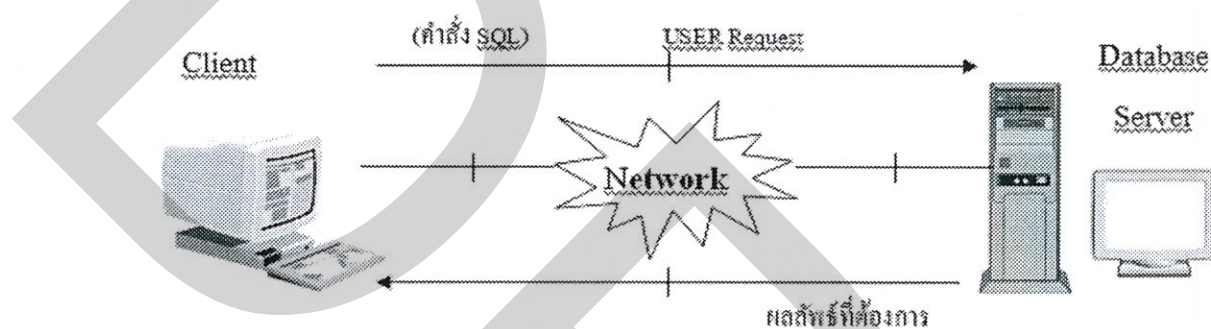 (คำสั่ง SQL) USER Request
Client
Database
Server
Network
ผลลัพธ์ที่ต้องการ